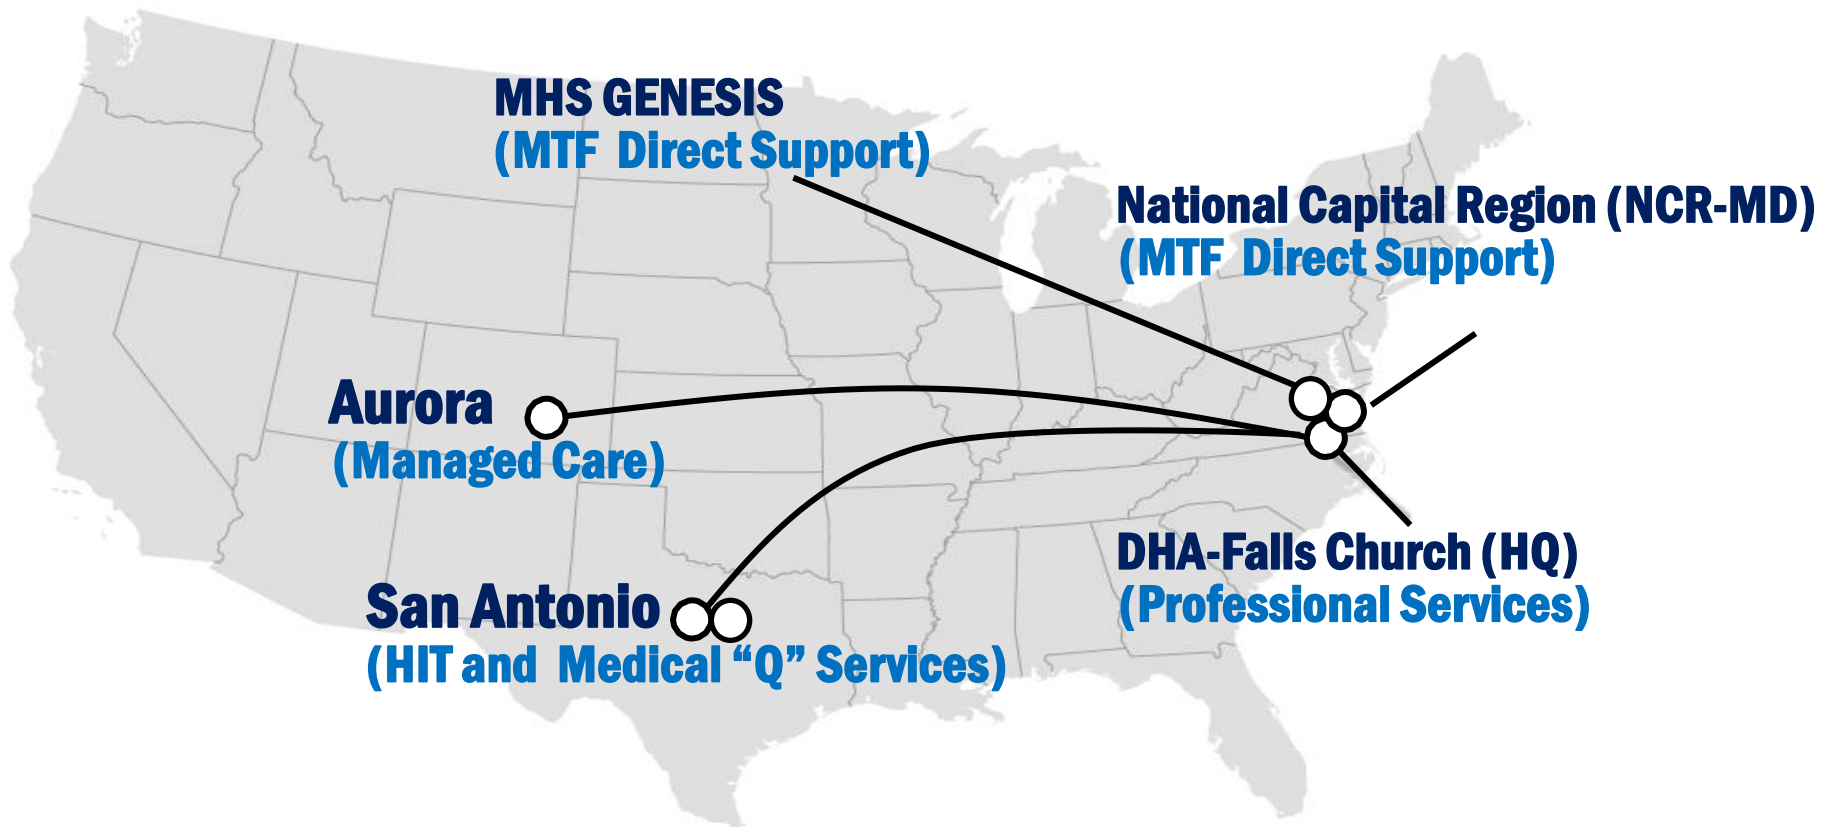 MHS GENESIS
(MTF Direct Support)
National Capital Region (NCR-MD)
(MTF Direct Support)
Aurora
(Managed Care)
DHA-Falls Church (HQ)
(Professional Services)
San Antonio
(HIT and Medical “Q” Services)